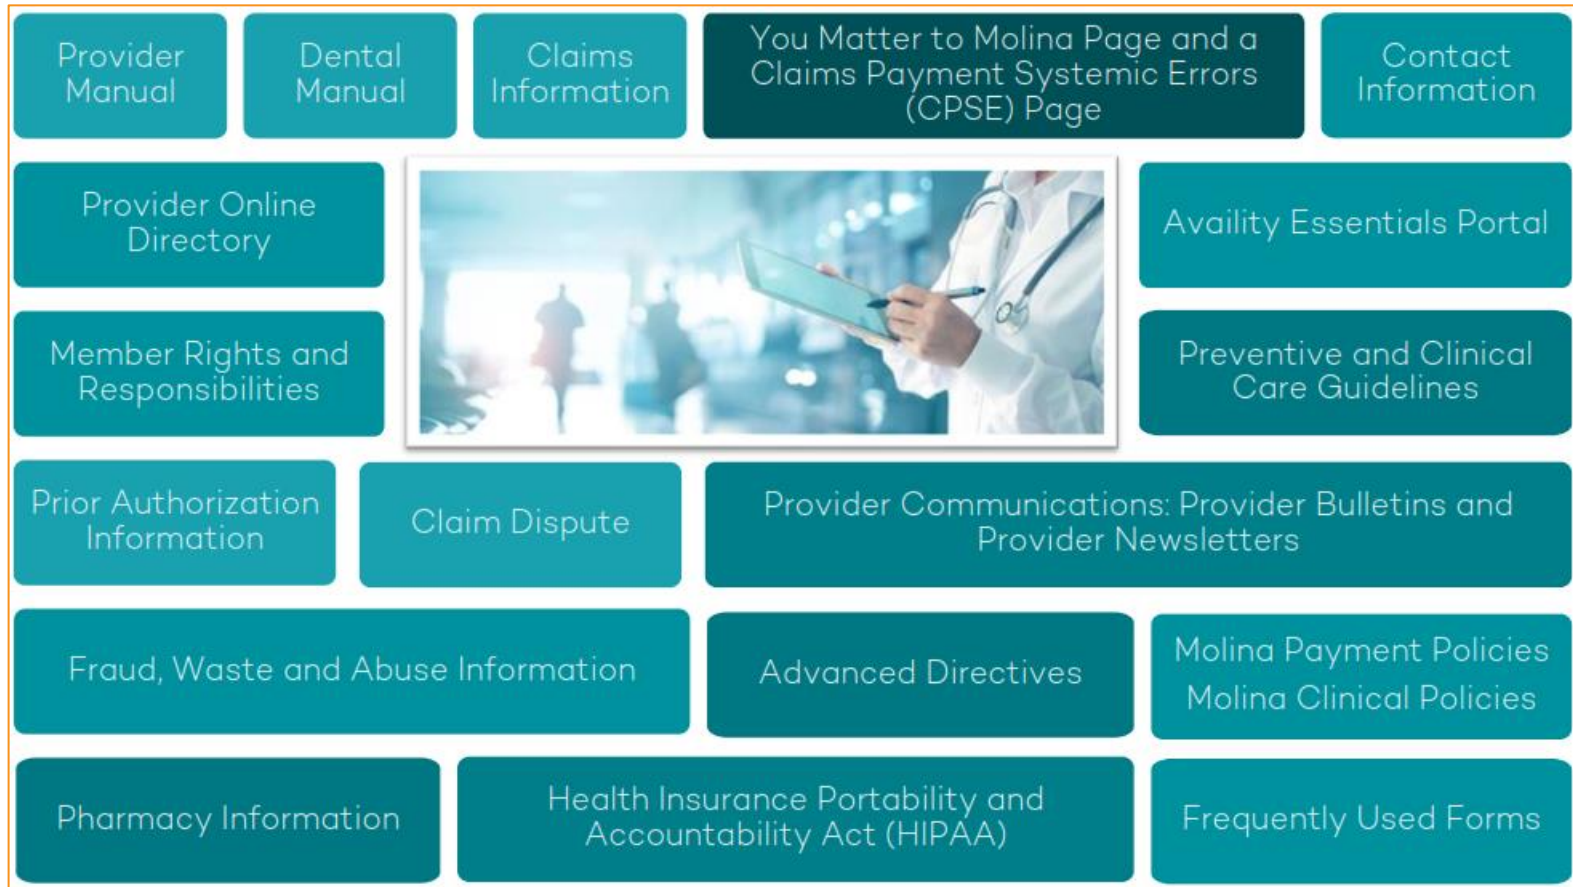 Provider
Manual
Dental
Manual
Claims
Information
You Matter to Molina Page and a
Claims Payment Systemic Errors
(CPSE) Page
Contact
Information
Provider Online
Directory
Availity Essentials Portal
Member Rights and
Responsibilities
Preventive and Clinical
Care Guidelines
Prior Authorization
Information
Claim Dispute
Provider Communications: Provider Bulletins and
Provider Newsletters
Fraud, Waste and Abuse Information
Advanced Directives
Molina Payment Policies
Molina Clinical Policies
Pharmacy Information
Health Insurance Portability and
Accountability Act (HIPAA)
Frequently Used Forms